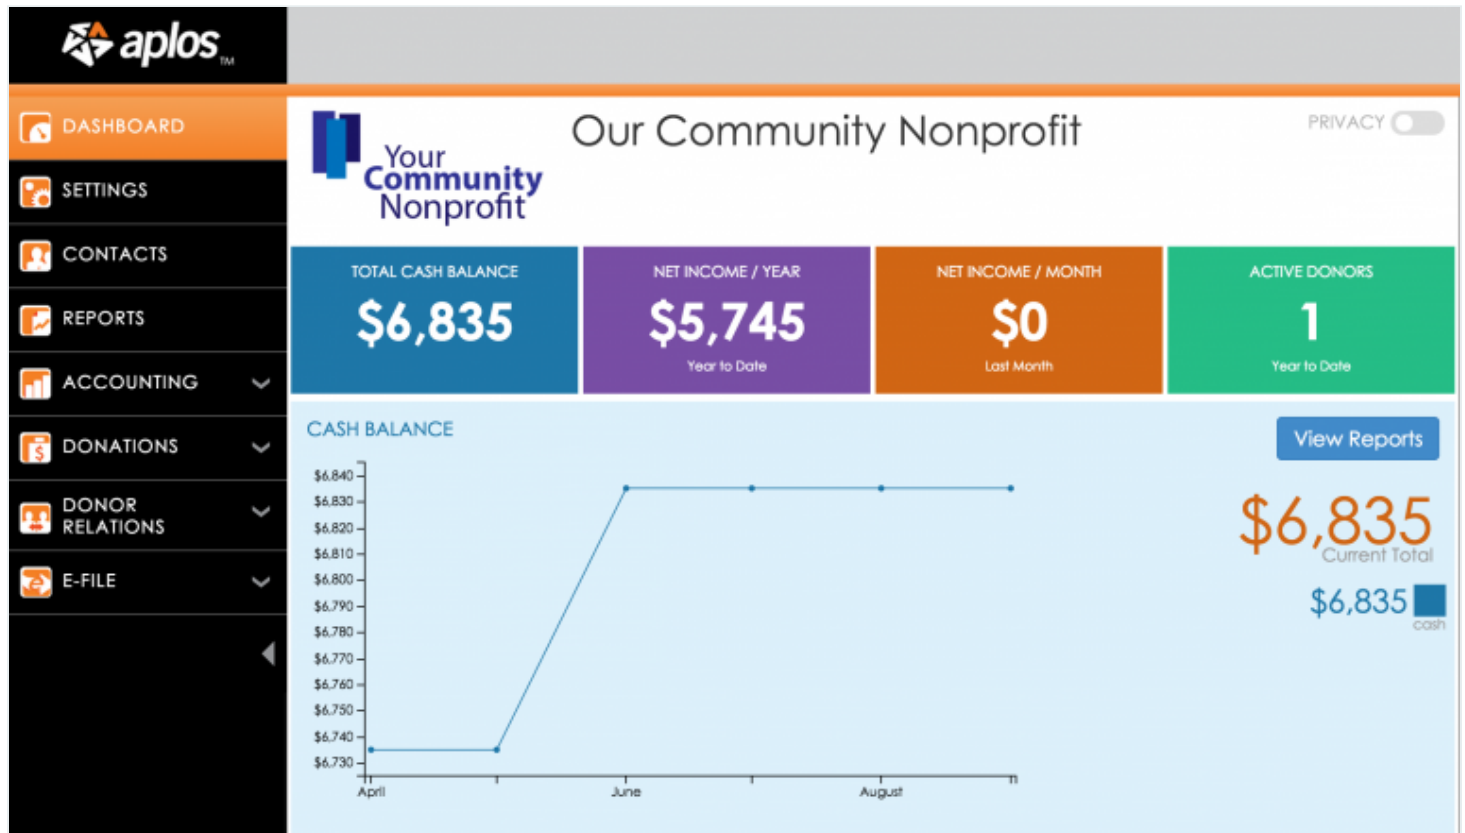 aplos TM
DASHBOARD
SETTINGS
CONTACTS
REPORTS
ACCOUNTING
DONATIONS
DONOR
RELATIONS
E-FILE
Your
Community
Nonprofit
Our Community Nonprofit
PRIVACY
TOTAL CASH BALANCE
$6,835
NET INCOME / YEAR
$5,745
Year to Date
NET INCOME / MONTH
$0
Last Month
ACTIVE DONORS
1
Year to Date
CASH BALANCE
View Reports
$6,840
$6,830
$6,820
$6,810
$6,800
$6,790
$6,780
$6,770
$6,760
$6,750
$6,740
$6,730
April
June
August
$6,835
Current Total
$6,835
cash